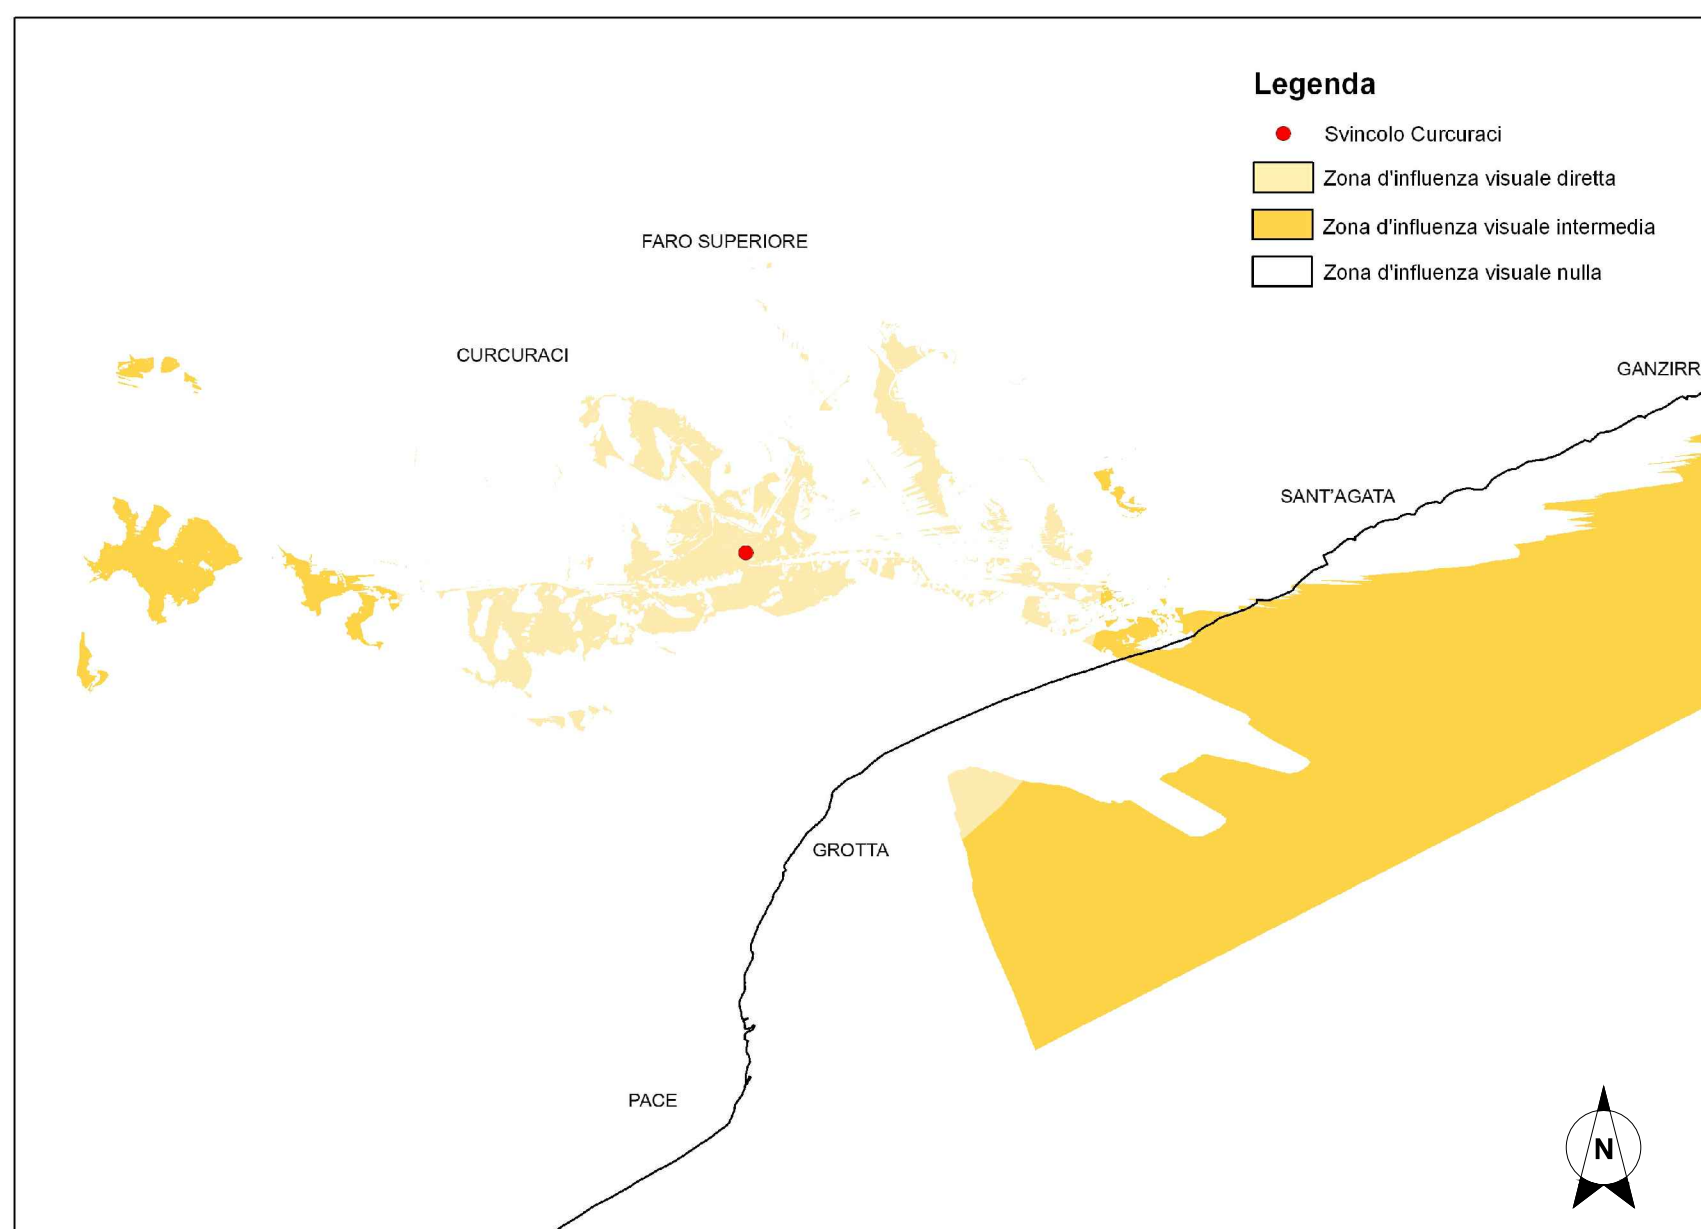 Legenda
Svincolo Curcuraci
Zona d'influenza visuale diretta
Zona d'influenza visuale intermedia
Zona d'influenza visuale nulla
FARO SUPERIORE
CURCURACI
GANZIRR
SANT'AGATA
GROTTA
PACE
N